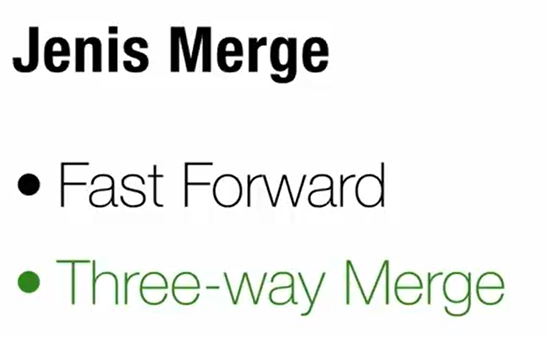 Jenis Merge
• Fast Forward
• Three-way Merge